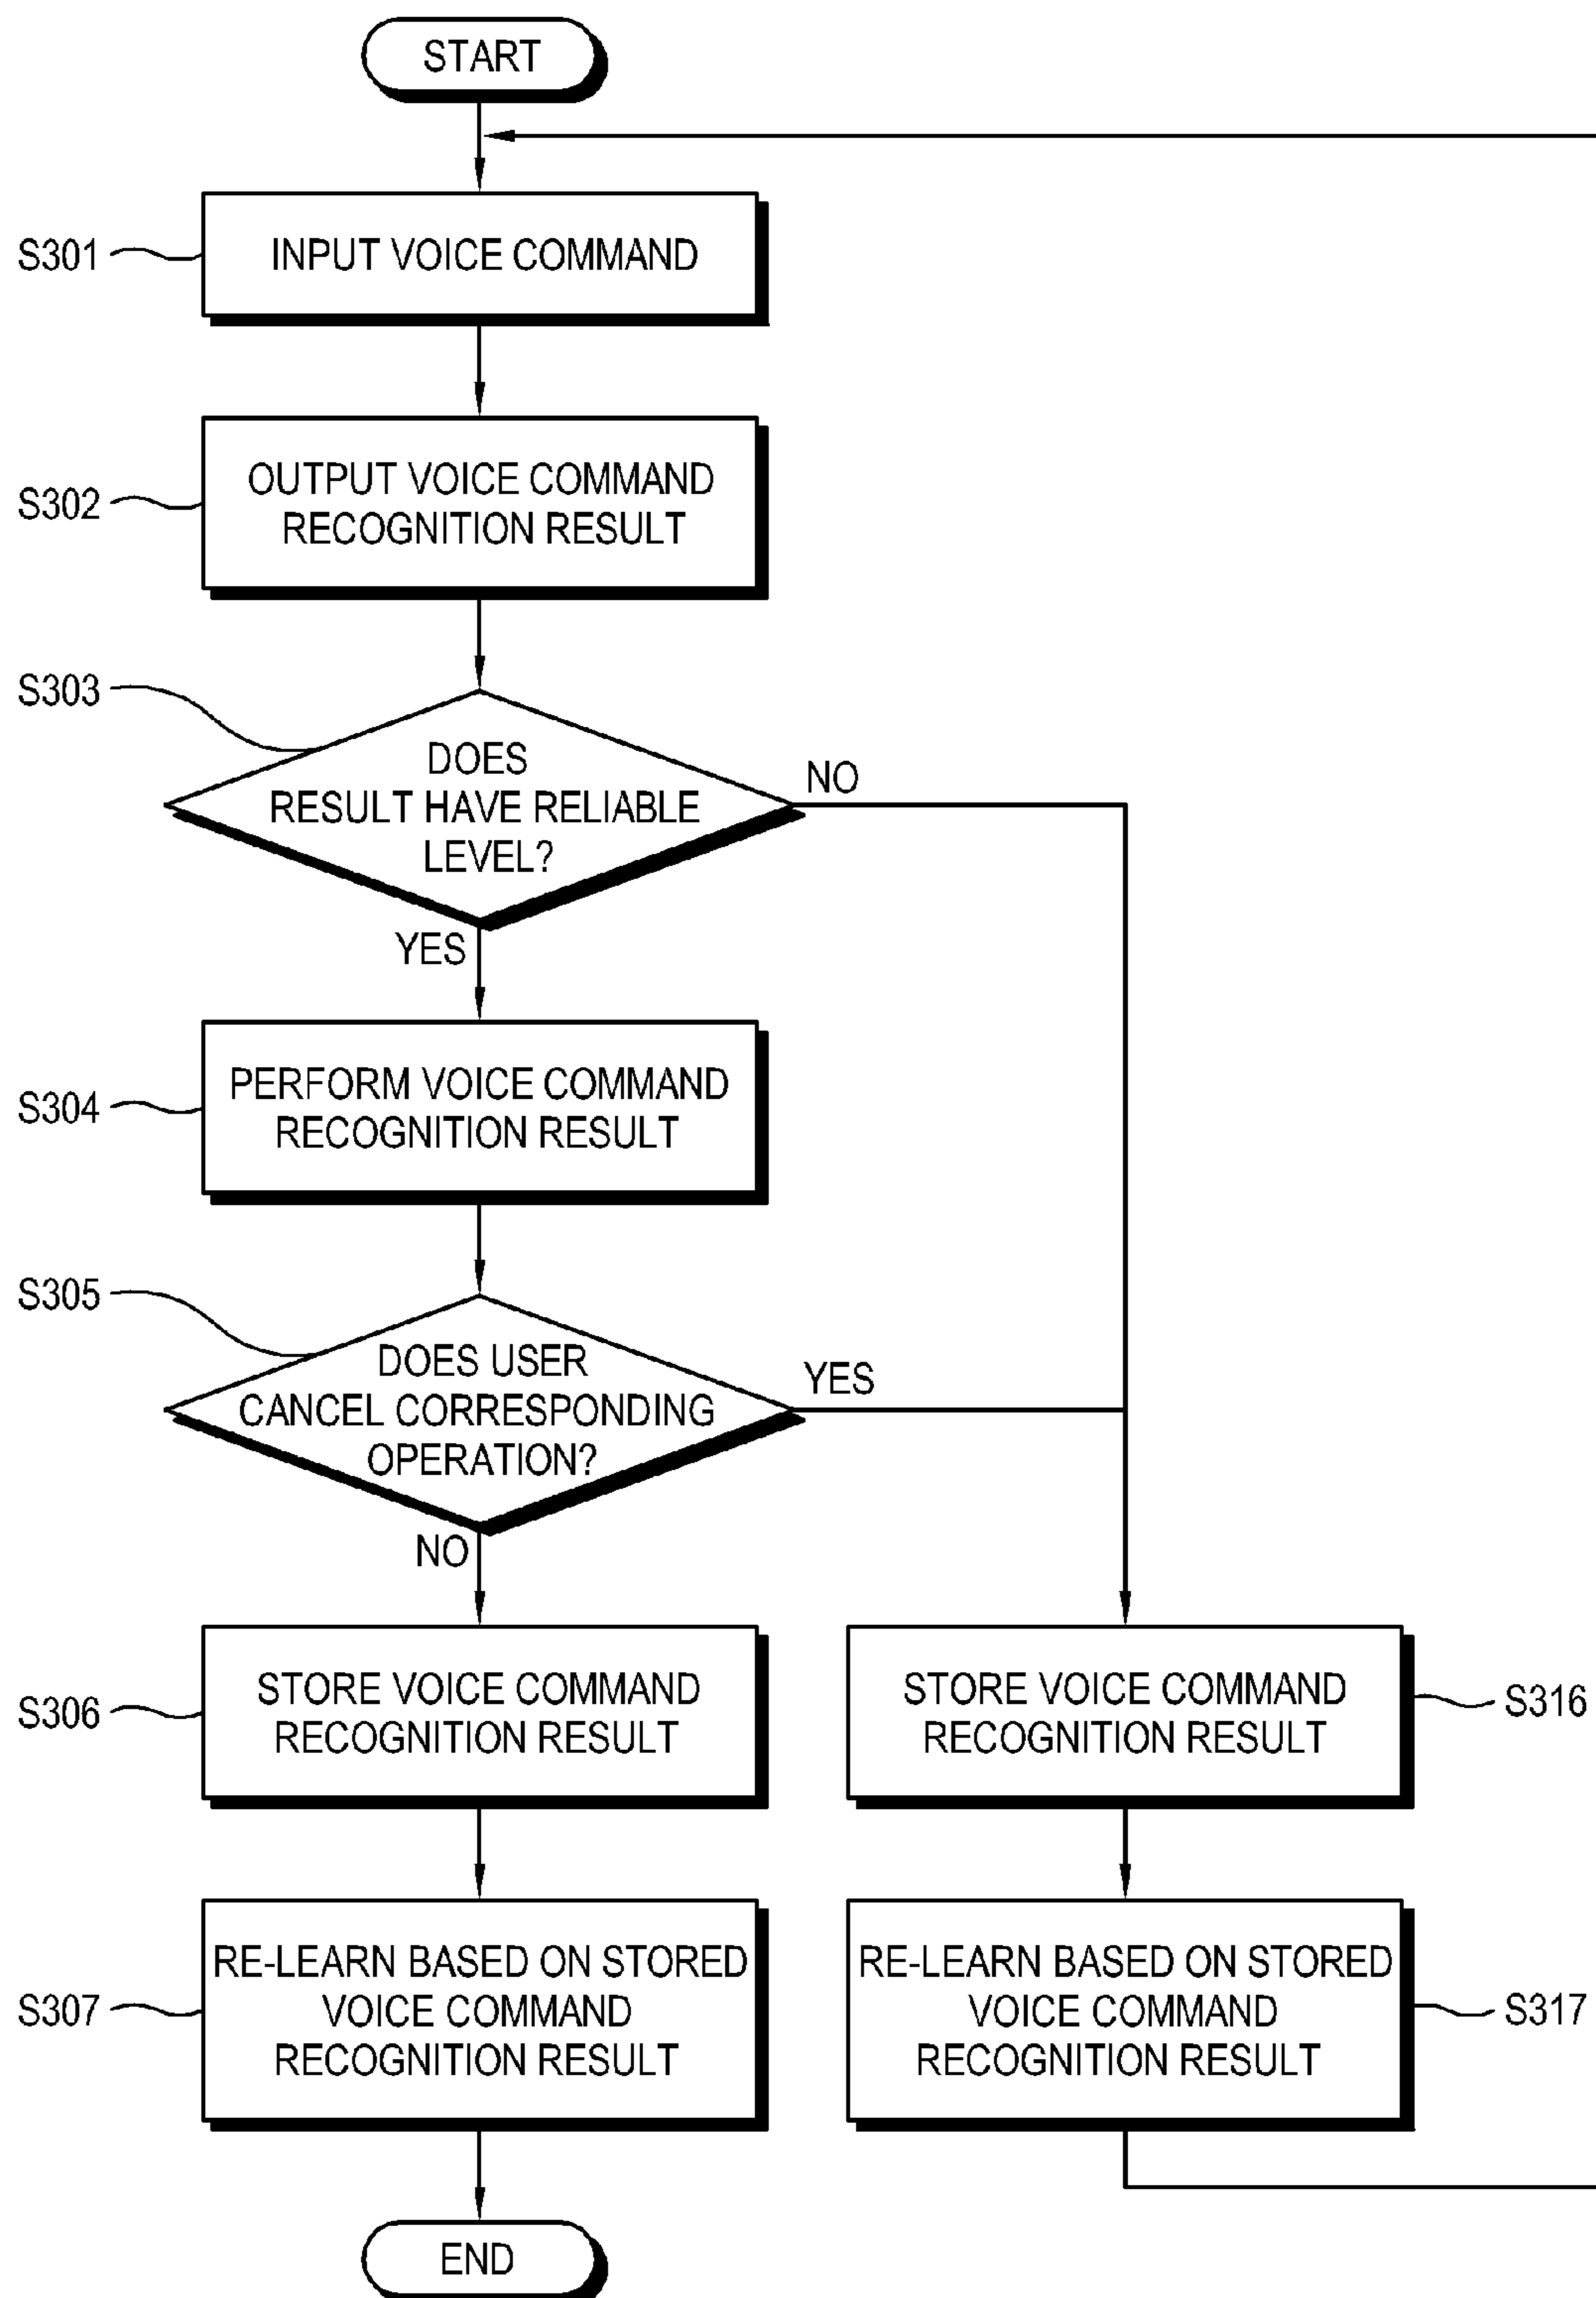 START
S301
INPUT VOICE COMMAND
S302
OUTPUT VOICE COMMAND
RECOGNITION RESULT
S303
DOES
RESULT HAVE RELIABLE
LEVEL?
NO
YES
S304
PERFORM VOICE COMMAND
RECOGNITION RESULT
S305
DOES USER
CANCEL CORRESPONDING
OPERATION?
YES
NO
S306
STORE VOICE COMMAND
RECOGNITION RESULT
STORE VOICE COMMAND
RECOGNITION RESULT
S316
S307
RE-LEARN BASED ON STORED
VOICE COMMAND
RECOGNITION RESULT
RE-LEARN BASED ON STORED
VOICE COMMAND
RECOGNITION RESULT
S317
END